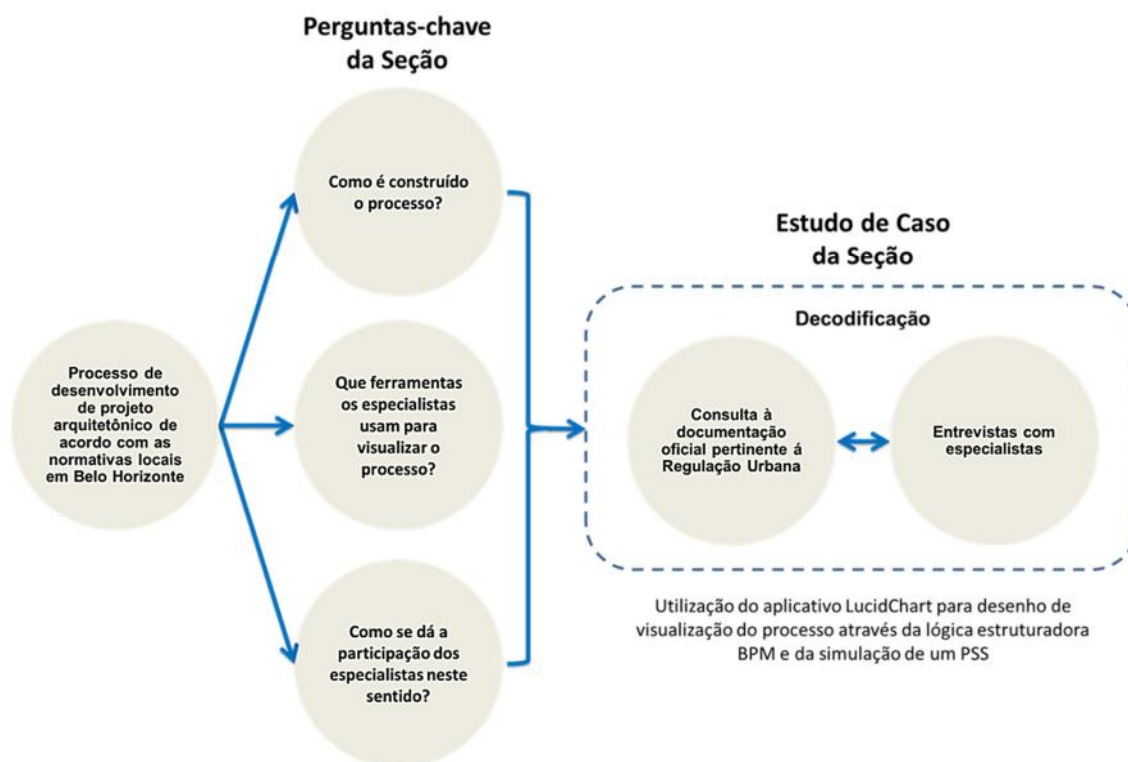 Perguntas-chave
da Seção
Como é construído
o processo?
Processo de
desenvolvimento
de projeto
arquitetônico de
acordo com as
normativas locais
em Belo Horizonte
Que ferramentas
os especialistas
usam para
visualizar o
processo?
Como se dá a
participação dos
especialistas neste
sentido?
Estudo de Caso
da Seção
Decodificação
Consulta à
documentação
oficial pertinente á
Regulação Urbana
Entrevistas com
especialistas
Utilização do aplicativo LucidChart para desenho de
visualização do processo através da lógica estruturadora
BPM e da simulação de um PSS